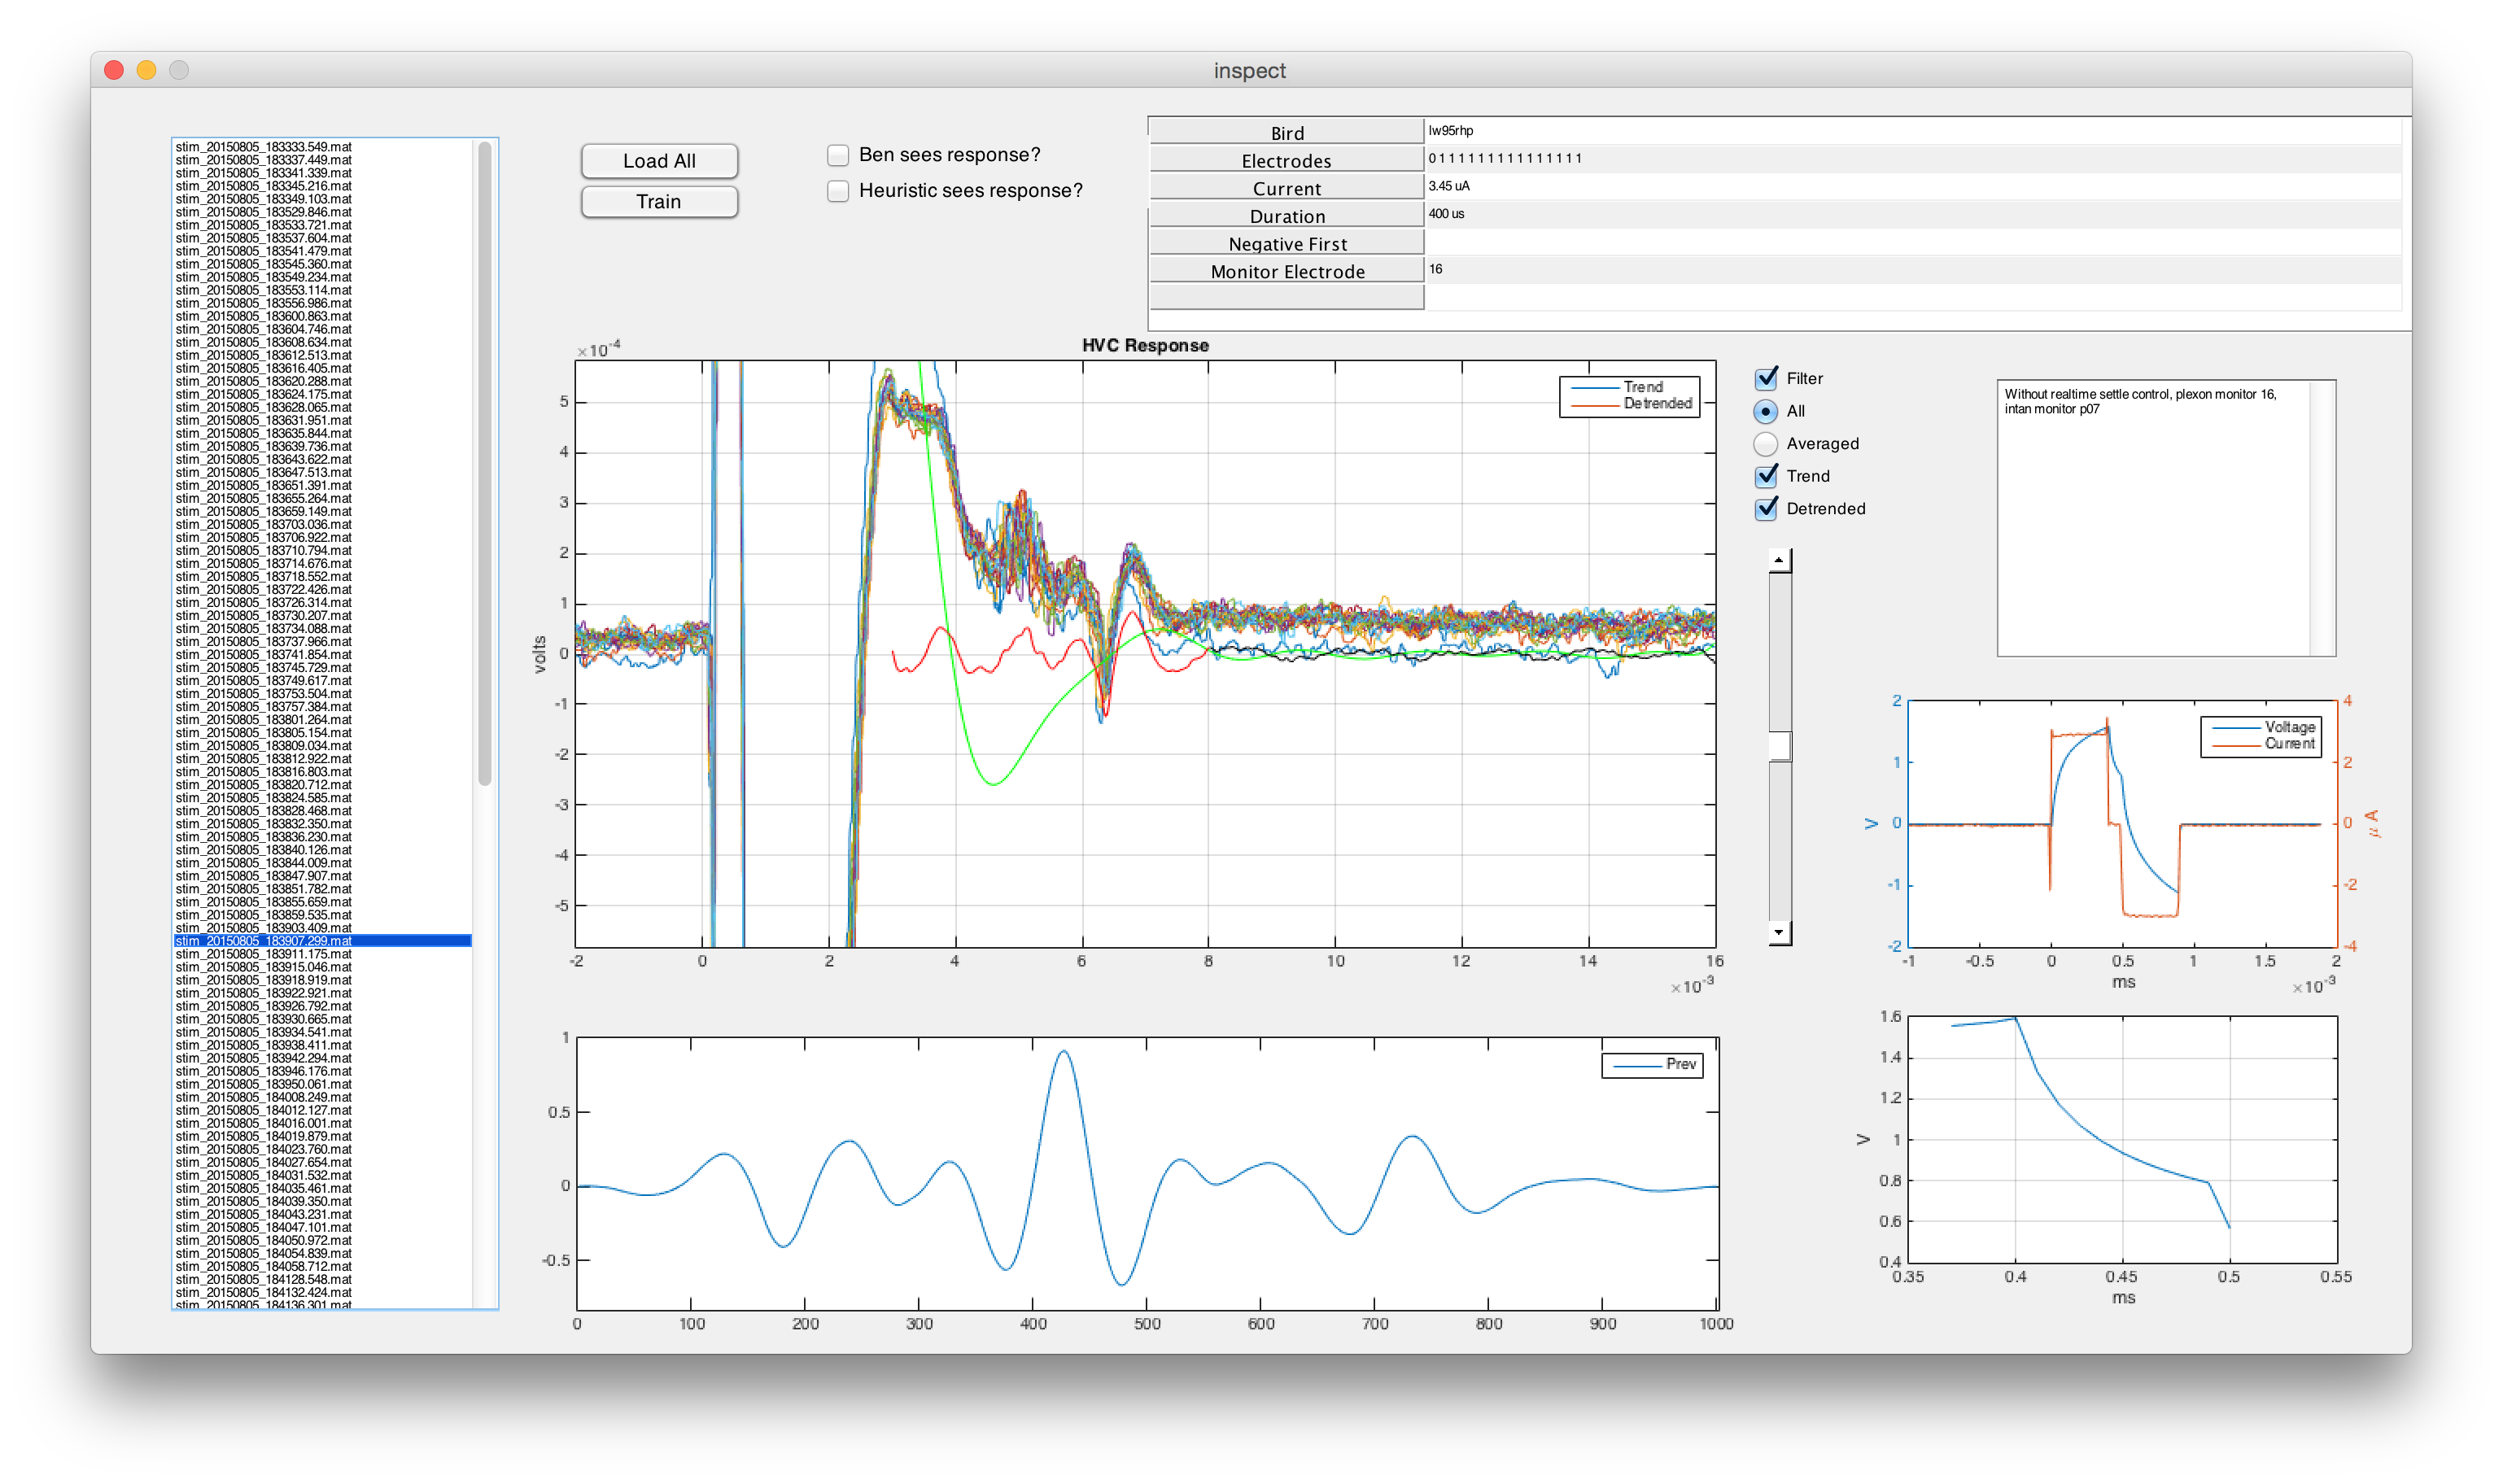 inspect
stim_20150805_183333.549.mat
stim_20150805_183337.449.mat
stim_20150805_183341.339.mat
stim_20150805_183345.216.mat
stim_20150805_183349.103.mat
stim_20150805_183529.846.mat
stim_20150805_183533.721.mat
stim_20150805_183537.604.mat
stim_20150805_183541.479.mat
stim_20150805_183545.360.mat
stim_20150805_183549.234.mat
stim_20150805_183553.114.mat
stim_20150805_183556.986.mat
stim_20150805_183600.863.mat
stim_20150805_183604.746.mat
stim_20150805_183608.634.mat
stim_20150805_183612.513.mat
stim_20150805_183616.405.mat
stim_20150805_183620.288.mat
stim_20150805_183624.175.mat
stim_20150805_183628.065.mat
stim_20150805_183631.951.mat
stim_20150805_183635.844.mat
stim_20150805_183639.736.mat
stim_20150805_183643.622.mat
stim_20150805_183647.513.mat
stim_20150805_183651.391.mat
stim_20150805_183655.264.mat
stim_20150805_183659.149.mat
stim_20150805_183703.036.mat
stim_20150805_183706.922.mat
stim_20150805_183710.794.mat
stim_20150805_183714.676.mat
stim_20150805_183718.552.mat
stim_20150805_183722.426.mat
stim_20150805_183726.314.mat
stim_20150805_183730.207.mat
stim_20150805_183734.088.mat
stim_20150805_183737.966.mat
stim_20150805_183741.854.mat
stim_20150805_183745.729.mat
stim_20150805_183749.617.mat
stim_20150805_183753.504.mat
stim_20150805_183757.384.mat
stim_20150805_183801.264.mat
stim_20150805_183805.154.mat
stim_20150805_183809.034.mat
stim_20150805_183812.922.mat
stim_20150805_183816.803.mat
stim_20150805_183820.712.mat
stim_20150805_183824.585.mat
stim_20150805_183828.468.mat
stim_20150805_183832.350.mat
stim_20150805_183836.230.mat
stim_20150805_183840.126.mat
stim_20150805_183844.009.mat
stim_20150805_183847.907.mat
stim_20150805_183851.782.mat
stim_20150805_183855.659.mat
stim_20150805_183859.535.mat
stim_20150805_183903.409.mat
stim_20150805_183907.299.mat
stim_20150805_183911.175.mat
stim_20150805_183915.046.mat
stim_20150805_183918.919.mat
stim_20150805_183922.921.mat
stim_20150805_183926.792.mat
stim_20150805_183930.665.mat
stim_20150805_183934.541.mat
stim_20150805_183938.411.mat
stim_20150805_183942.294.mat
stim_20150805_183946.176.mat
stim_20150805_183950.061.mat
stim_20150805_184008.249.mat
stim_20150805_184012.127.mat
stim_20150805_184016.001.mat
stim_20150805_184019.879.mat
stim_20150805_184023.760.mat
stim_20150805_184027.654.mat
stim_20150805_184031.532.mat
stim_20150805_184035.461.mat
stim_20150805_184039.350.mat
stim_20150805_184043.231.mat
stim_20150805_184047.101.mat
stim_20150805_184050.972.mat
stim_20150805_184054.839.mat
stim_20150805_184058.712.mat
stim_20150805_184128.548.mat
stim_20150805_184132.424.mat
stim_20150805_184136.301.mat
Load All
Train
Ben sees response?
Heuristic sees response?
Bird lw95rhp
Electrodes 0 1 1 1 1 1 1 1 1 1 1 1 1 1 1 1
Current 3.45 uA
Duration 400 us
Negative First
Monitor Electrode 16
HVC Response
×10-4
Trend
Detrended
5
4
3
2
1
0
-1
-2
-3
-4
-5
volts
-2 0 2 4 6 8 10 12 14 16
×10-3
Filter
All
Averaged
Trend
Detrended
Without realtime settle control, plexon monitor 16,
intan monitor p07
Voltage
Current
2
1
0
-1
-2
V
4
2
0
-2
-4
μA
-1 -0.5 0 0.5 1 1.5 2
ms
×10-3
Prev
1
0.5
0
-0.5
0 100 200 300 400 500 600 700 800 900 1000
1.6
1.4
1.2
1
0.8
0.6
0.4
V
0.35 0.4 0.45 0.5 0.55
ms